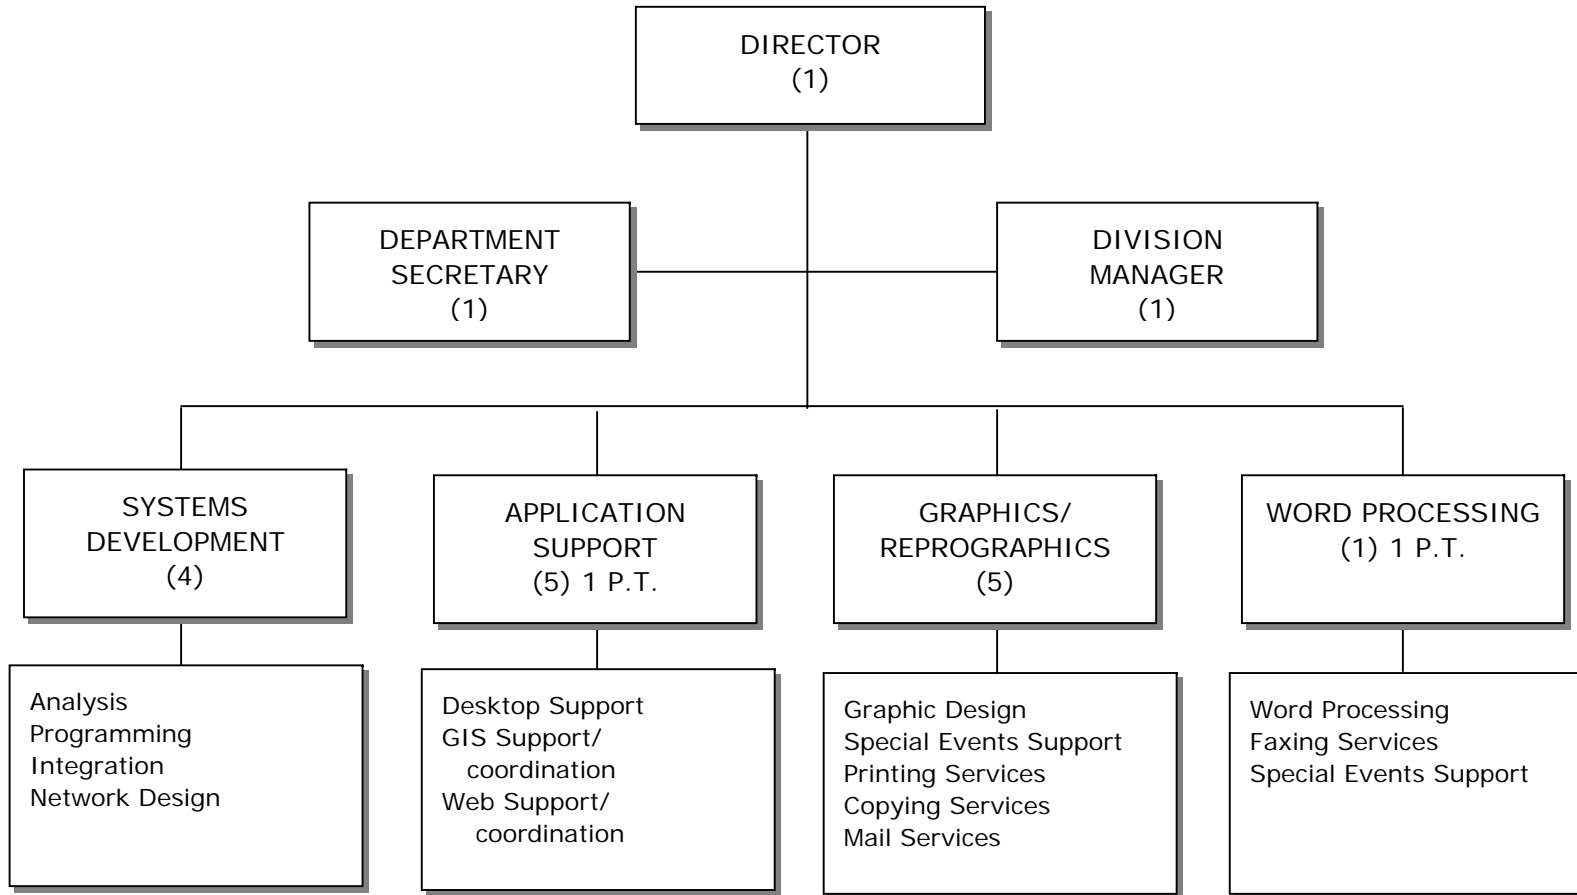 DIRECTOR
(1)
DEPARTMENT
SECRETARY
(1)
DIVISION
MANAGER
(1)
SYSTEMS
DEVELOPMENT
(4)
APPLICATION
SUPPORT
(5) 1 P.T.
GRAPHICS/
REPROGRAPHICS
(5)
WORD PROCESSING
(1) 1 P.T.
Analysis
Programming
Integration
Network Design
Desktop Support
GIS Support/
coordination
Web Support/
coordination
Graphic Design
Special Events Support
Printing Services
Copying Services
Mail Services
Word Processing
Faxing Services
Special Events Support